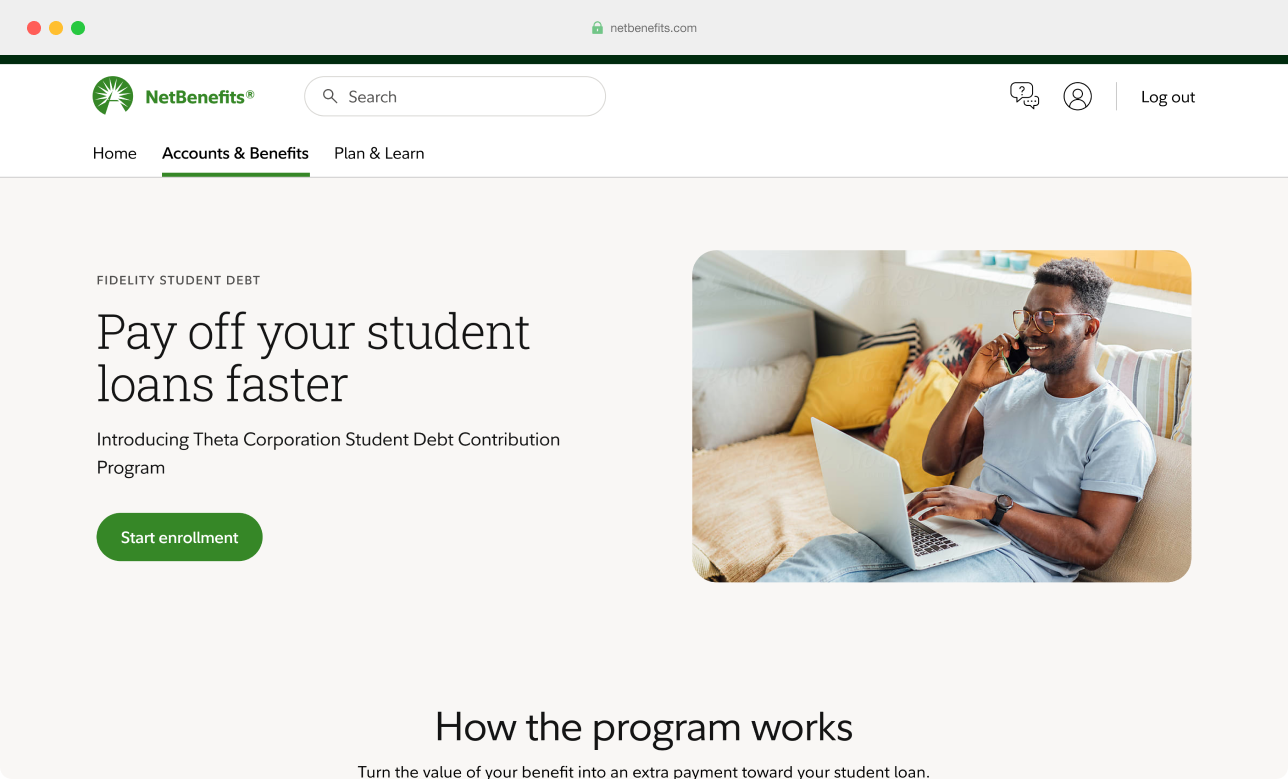 netbenefits.com
NetBenefits®
Search
Log out
Home
Accounts & Benefits
Plan & Learn
FIDELITY STUDENT DEBT
Pay off your student
loans faster
Introducing Theta Corporation Student Debt Contribution
Program
Start enrollment
How the program works
Turn the value of your benefit into an extra payment toward your student loan.